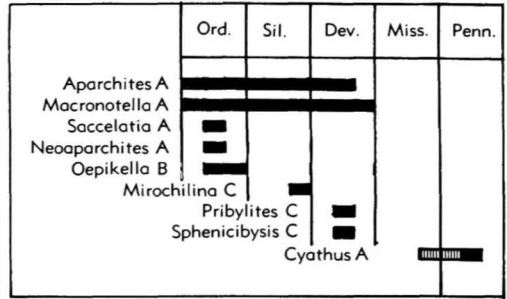 Ord. Sil. Dev. Miss. Penn.
Aparchites A
Macronotella A
Saccelatia A
Neoaparchites A
Oepikella B
Mirochilina C
Pribylites C
Sphenicibysis C
Cyathus A